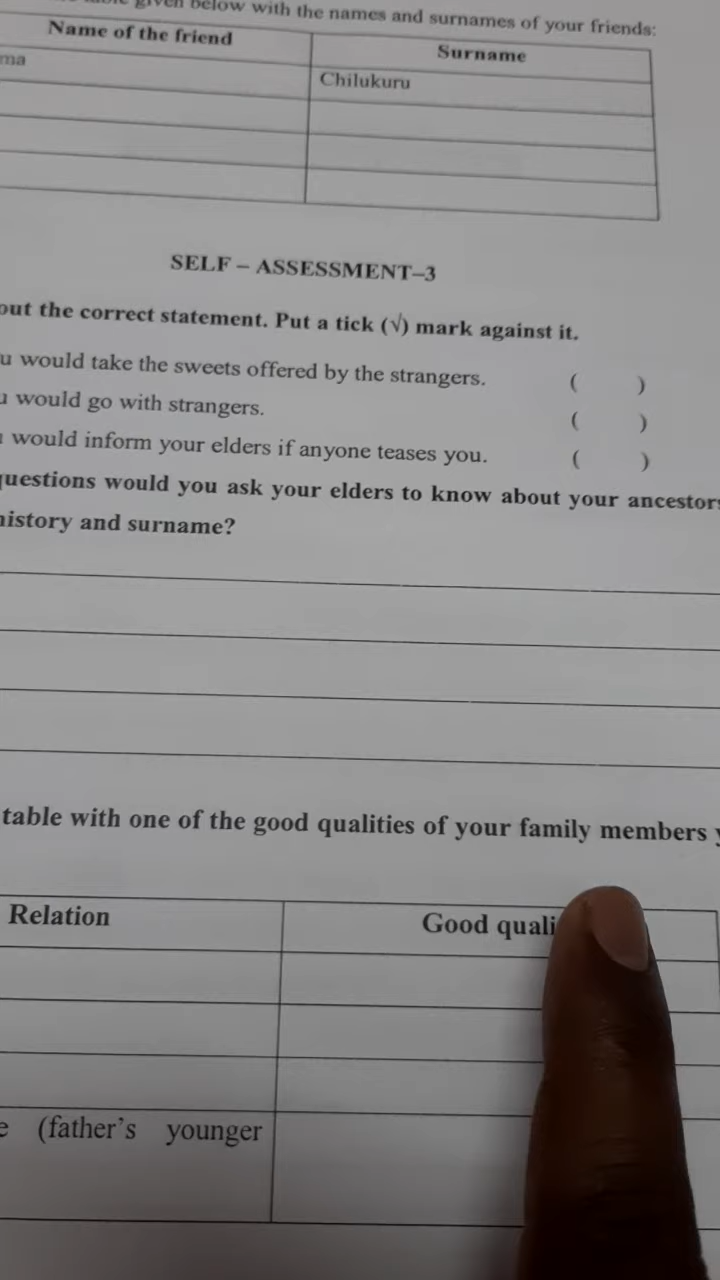 given below with the names and surnames of your friends:
Name of the friend Surname
ma
Chilukuru
SELF – ASSESSMENT–3
out the correct statement. Put a tick (√) mark against it.
u would take the sweets offered by the strangers. ( )
u would go with strangers. ( )
would inform your elders if anyone teases you. ( )
questions would you ask your elders to know about your ancestors
history and surname?
table with one of the good qualities of your family members y
Relation Good quali
e (father's younger